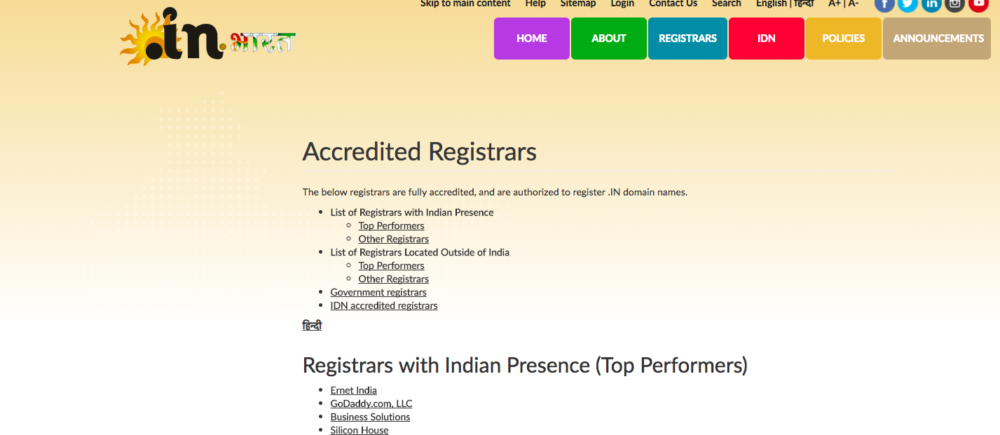 Skip to main content Help Sitemap Login Contact Us Search English | हिन्दी A+ | A-
.in.भारत
HOME ABOUT REGISTRARS IDN POLICIES ANNOUNCEMENTS
Accredited Registrars
The below registrars are fully accredited, and are authorized to register .IN domain names.
List of Registrars with Indian Presence
Top Performers
Other Registrars
List of Registrars Located Outside of India
Top Performers
Other Registrars
Government registrars
IDN accredited registrars
हिन्दी
Registrars with Indian Presence (Top Performers)
Ernet India
GoDaddy.com, LLC
Business Solutions
Silicon House